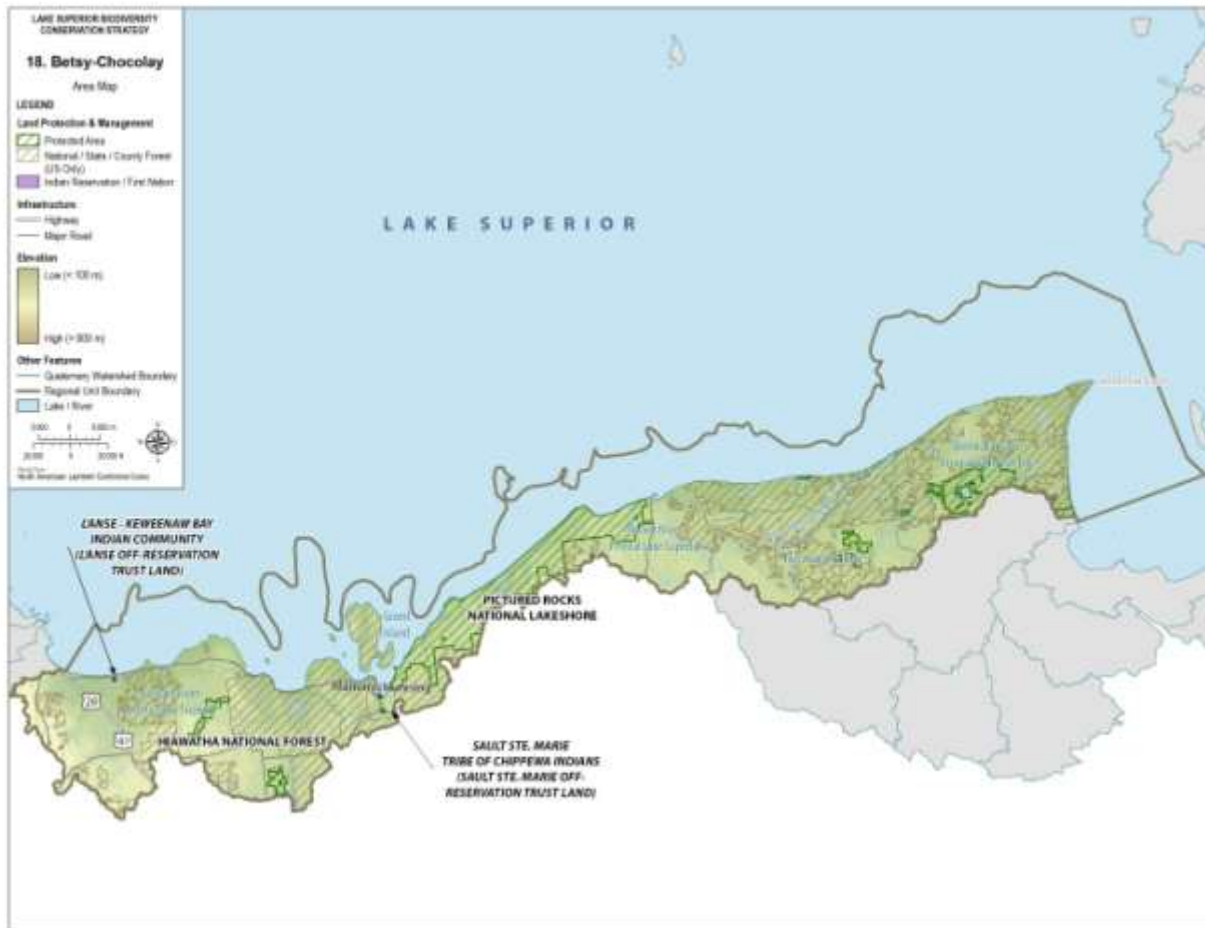 LAKE SUPERIOR BIODIVERSITY
CONSERVATION STRATEGY
18. Betsy-Chocolay
Area Map
LEGEND
Land Protection & Management
Protected Area
National / State / County Forest
(US Only)
Indian Reservation / First Nation
Infrastructure
Highway
Major Road
Elevation
Low (< 100 m)
High (> 900 m)
Other Features
Quaternary Watershed Boundary
Regional Unit Boundary
Lake / River
LAKE SUPERIOR
LANSE - KEWEENAW BAY
INDIAN COMMUNITY
(LANSE OFF-RESERVATION
TRUST LAND)
Grand
Island
PICTURED ROCKS
NATIONAL LAKESHORE
28
41
HIAWATHA NATIONAL FOREST
SAULT STE. MARIE
TRIBE OF CHIPPEWA INDIANS
(SAULT STE. MARIE OFF-
RESERVATION TRUST LAND)